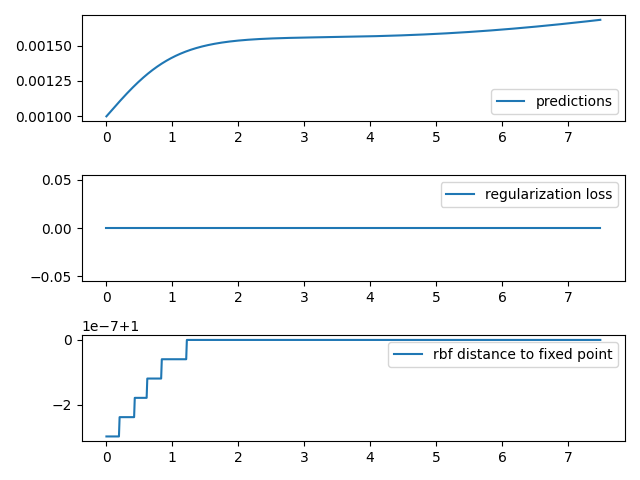 0.00150
0.00125
0.00100
predictions
0 1 2 3 4 5 6 7
0.05
0.00
−0.05
regularization loss
0 1 2 3 4 5 6 7
1e−7+1
0
−2
rbf distance to fixed point
0 1 2 3 4 5 6 7